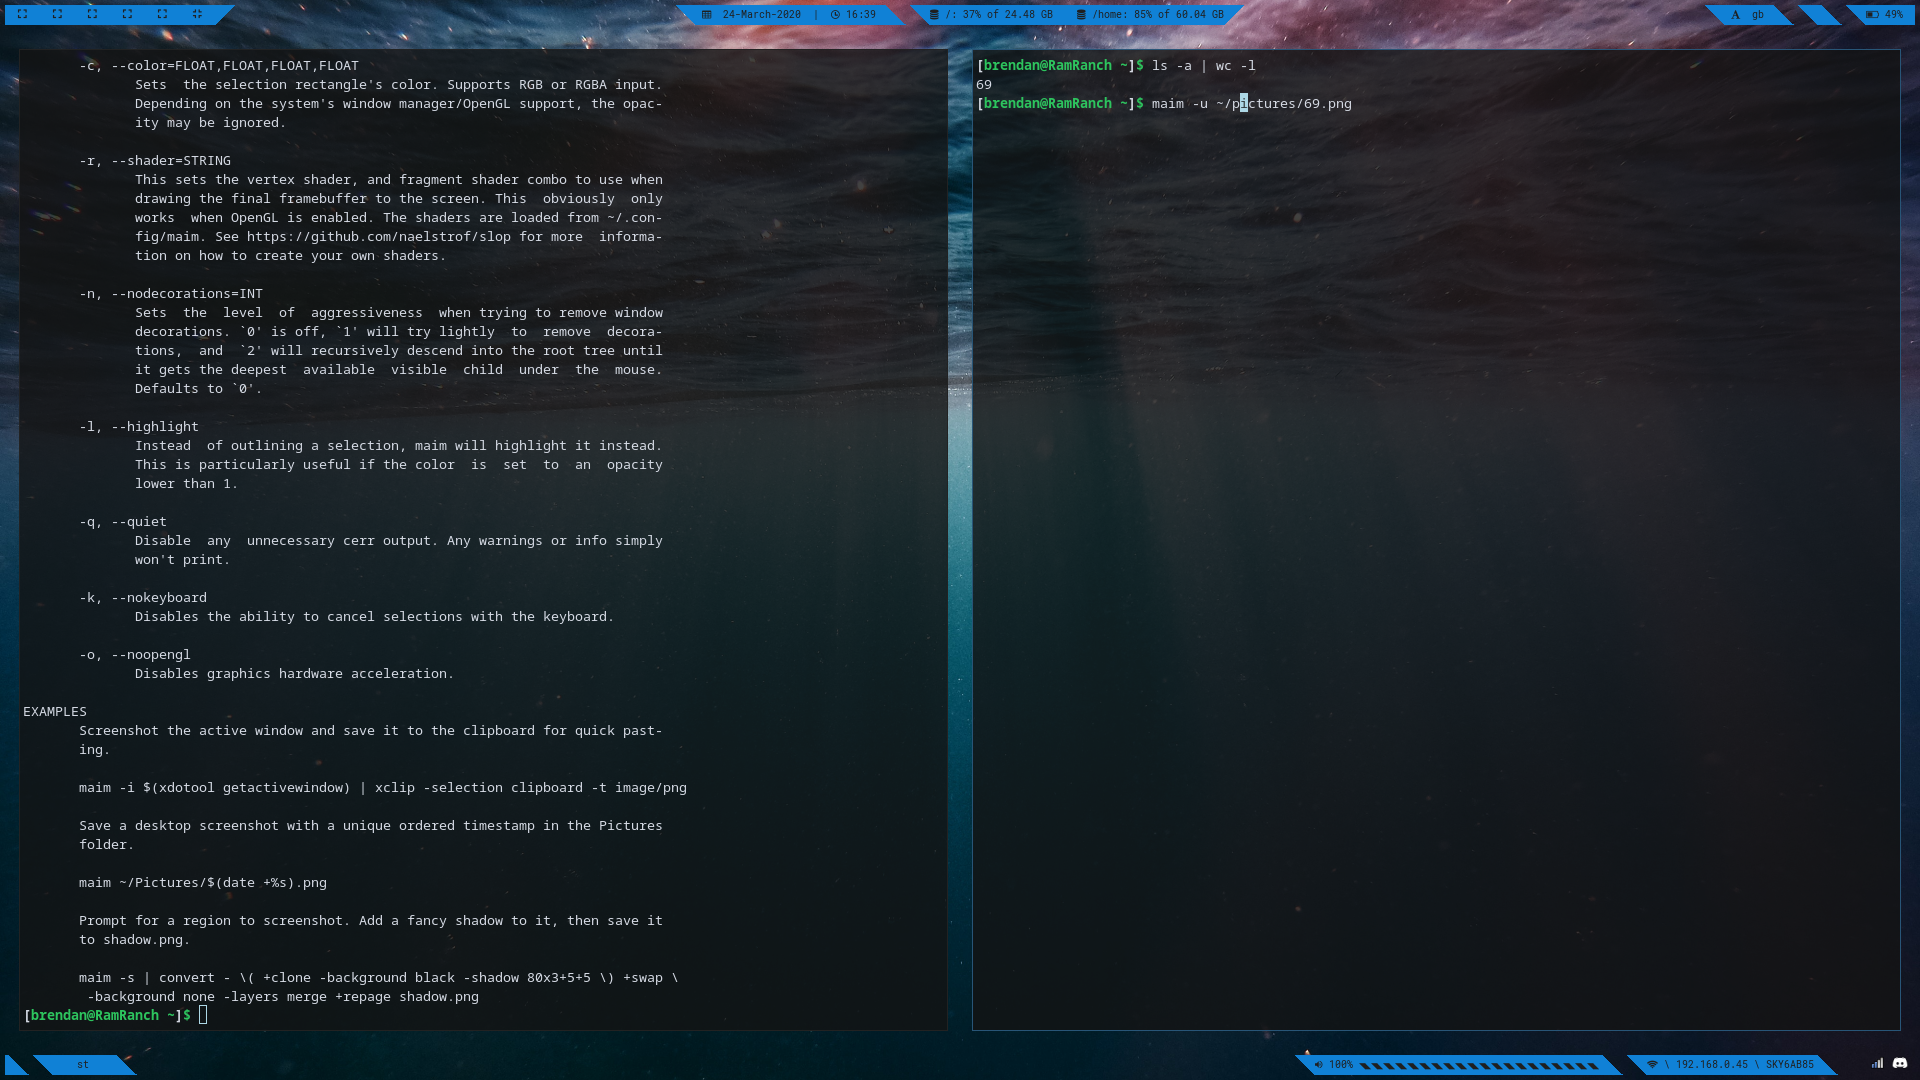 24-March-2020 | 16:39
/: 37% of 24.48 GB /home: 85% of 60.04 GB
A gb
49%
-c, --color=FLOAT,FLOAT,FLOAT,FLOAT
Sets the selection rectangle's color. Supports RGB or RGBA input.
Depending on the system's window manager/OpenGL support, the opac-
ity may be ignored.
-r, --shader=STRING
This sets the vertex shader, and fragment shader combo to use when
drawing the final framebuffer to the screen. This obviously only
works when OpenGL is enabled. The shaders are loaded from ~/.con-
fig/maim. See https://github.com/naelstrof/slop for more informa-
tion on how to create your own shaders.
-n, --nodecorations=INT
Sets the level of aggressiveness when trying to remove window
decorations. `0' is off, `1' will try lightly to remove decora-
tions, and `2' will recursively descend into the root tree until
it gets the deepest available visible child under the mouse.
Defaults to `0'.
-l, --highlight
Instead of outlining a selection, maim will highlight it instead.
This is particularly useful if the color is set to an opacity
lower than 1.
-q, --quiet
Disable any unnecessary cerr output. Any warnings or info simply
won't print.
-k, --nokeyboard
Disables the ability to cancel selections with the keyboard.
-o, --noopengl
Disables graphics hardware acceleration.
EXAMPLES
Screenshot the active window and save it to the clipboard for quick past-
ing.
maim -i $(xdotool getactivewindow) | xclip -selection clipboard -t image/png
Save a desktop screenshot with a unique ordered timestamp in the Pictures
folder.
maim ~/Pictures/$(date +%s).png
Prompt for a region to screenshot. Add a fancy shadow to it, then save it
to shadow.png.
maim -s | convert - \( +clone -background black -shadow 80x3+5+5 \) +swap \
-background none -layers merge +repage shadow.png
[brendan@RamRanch ~]$
[brendan@RamRanch ~]$ ls -a | wc -l
69
[brendan@RamRanch ~]$ maim -u ~/pictures/69.png
st
100%
\ 192.168.0.45 \ SKY6AB85